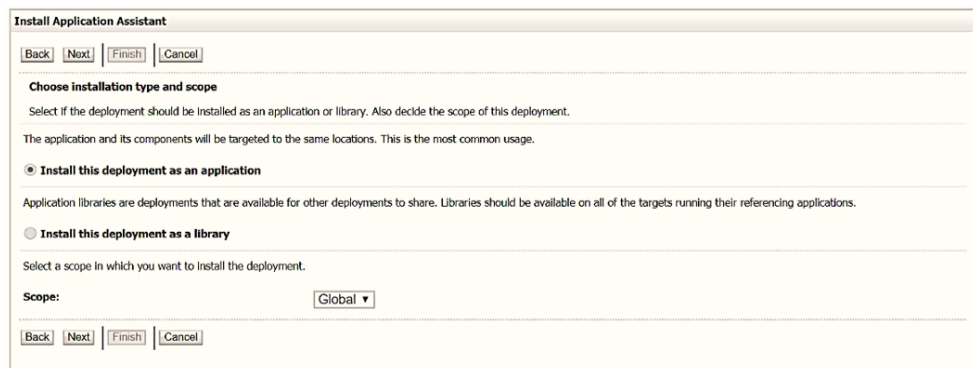 Install Application Assistant
Back Next Finish Cancel
Choose installation type and scope
Select if the deployment should be installed as an application or library. Also decide the scope of this deployment.
The application and its components will be targeted to the same locations. This is the most common usage.
Install this deployment as an application
Application libraries are deployments that are available for other deployments to share. Libraries should be available on all of the targets running their referencing applications.
Install this deployment as a library
Select a scope in which you want to install the deployment.
Scope: Global
Back Next Finish Cancel